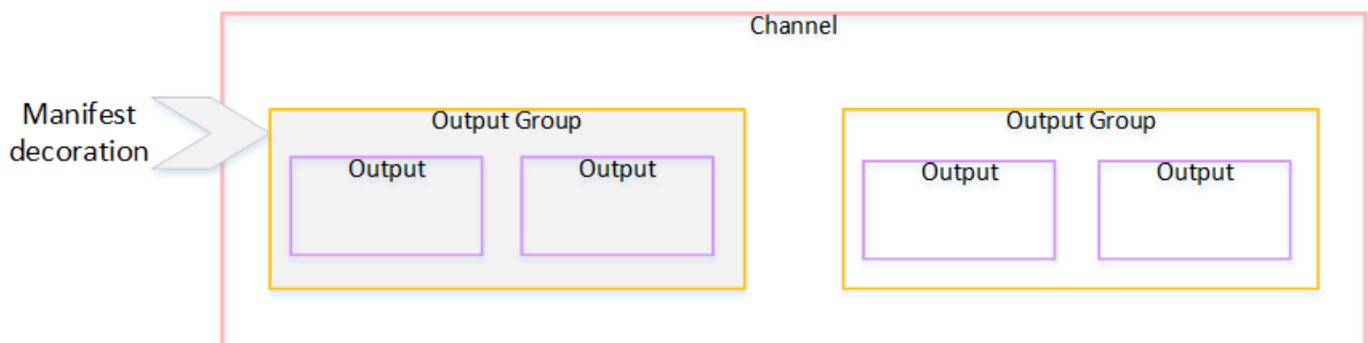 Channel
Manifest
decoration
Output Group
Output
Output
Output Group
Output
Output